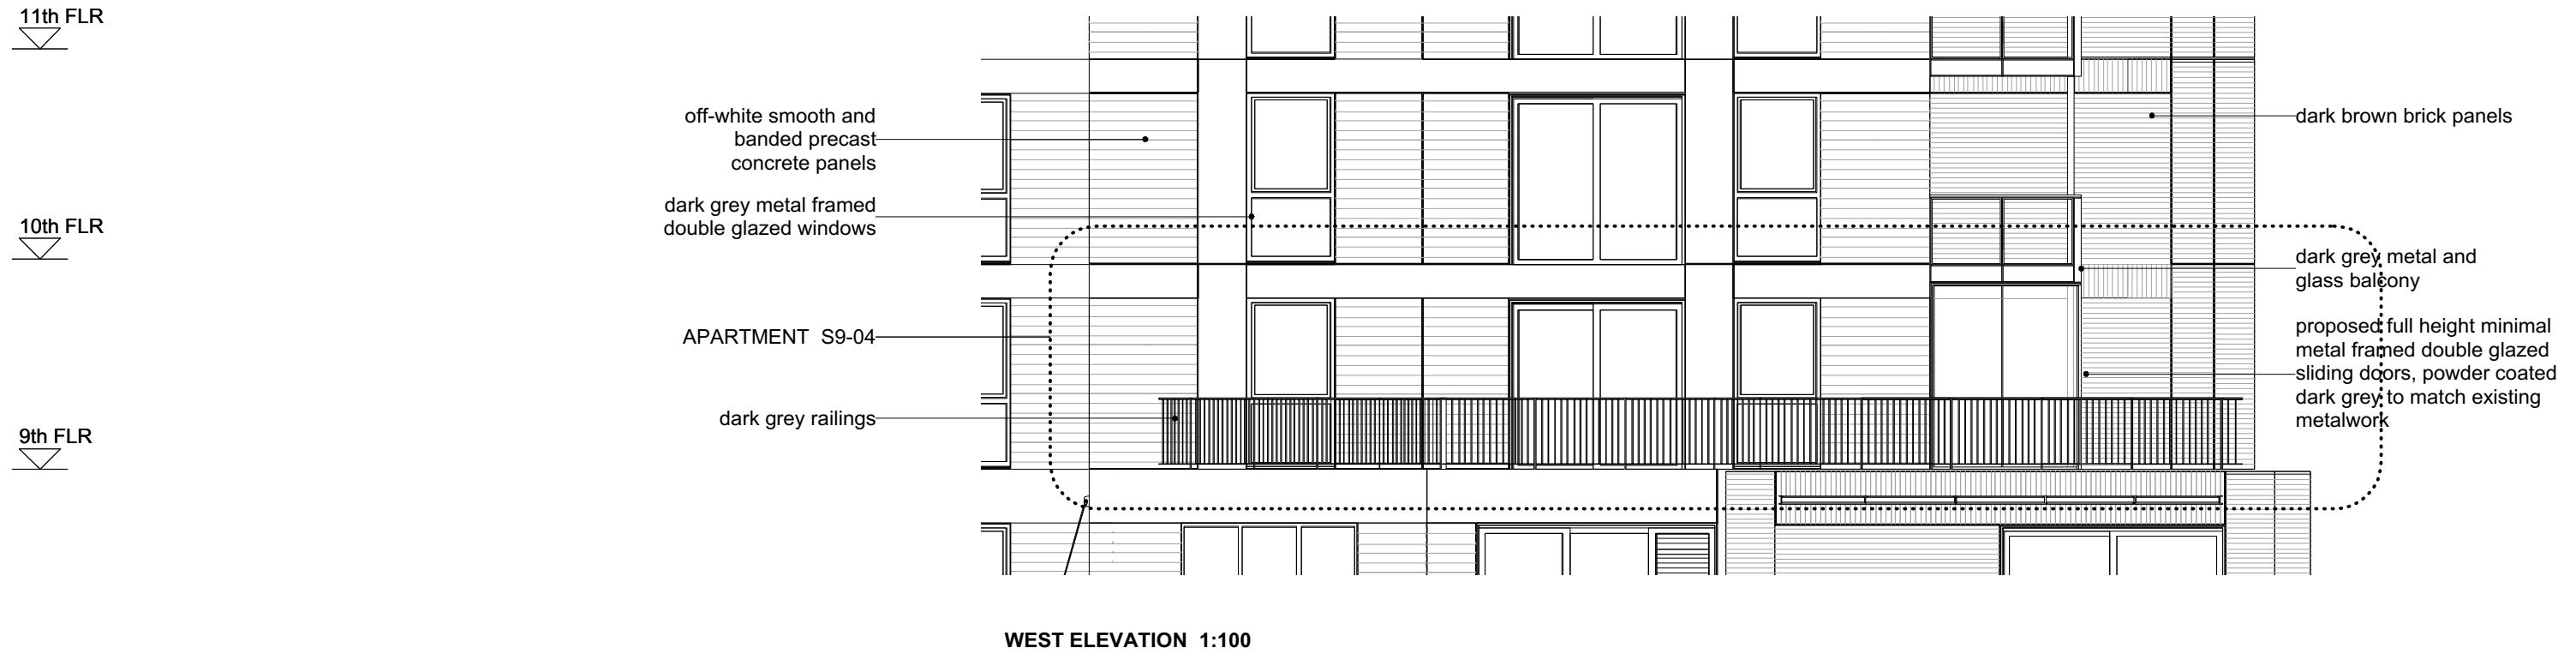 11th FLR
off-white smooth and
banded precast
concrete panels
dark brown brick panels
dark grey metal framed
double glazed windows
10th FLR
dark grey metal and
glass balcony
APARTMENT S9-04
proposed full height minimal
metal framed double glazed
sliding doors, powder coated
dark grey to match existing
metalwork
dark grey railings
9th FLR
WEST ELEVATION 1:100